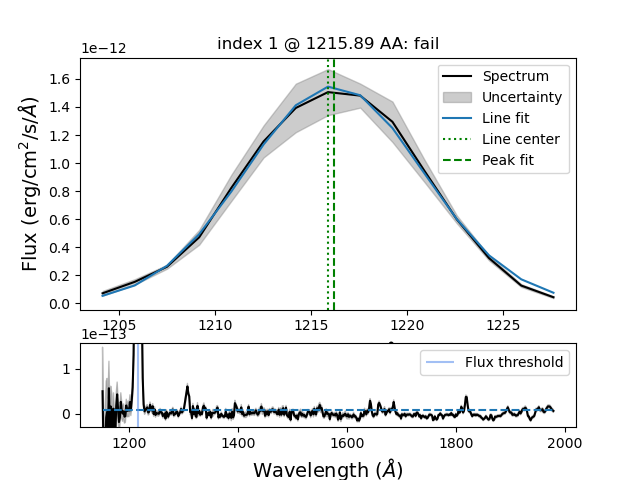 index 1 @ 1215.89 AA: fail
1e−12
Flux (erg/cm²/s/Å)
1.6
1.4
1.2
1.0
0.8
0.6
0.4
0.2
0.0
Spectrum
Uncertainty
Line fit
Line center
Peak fit
1205 1210 1215 1220 1225
1e−13
1
0
Flux threshold
1200 1400 1600 1800 2000
Wavelength (Å)